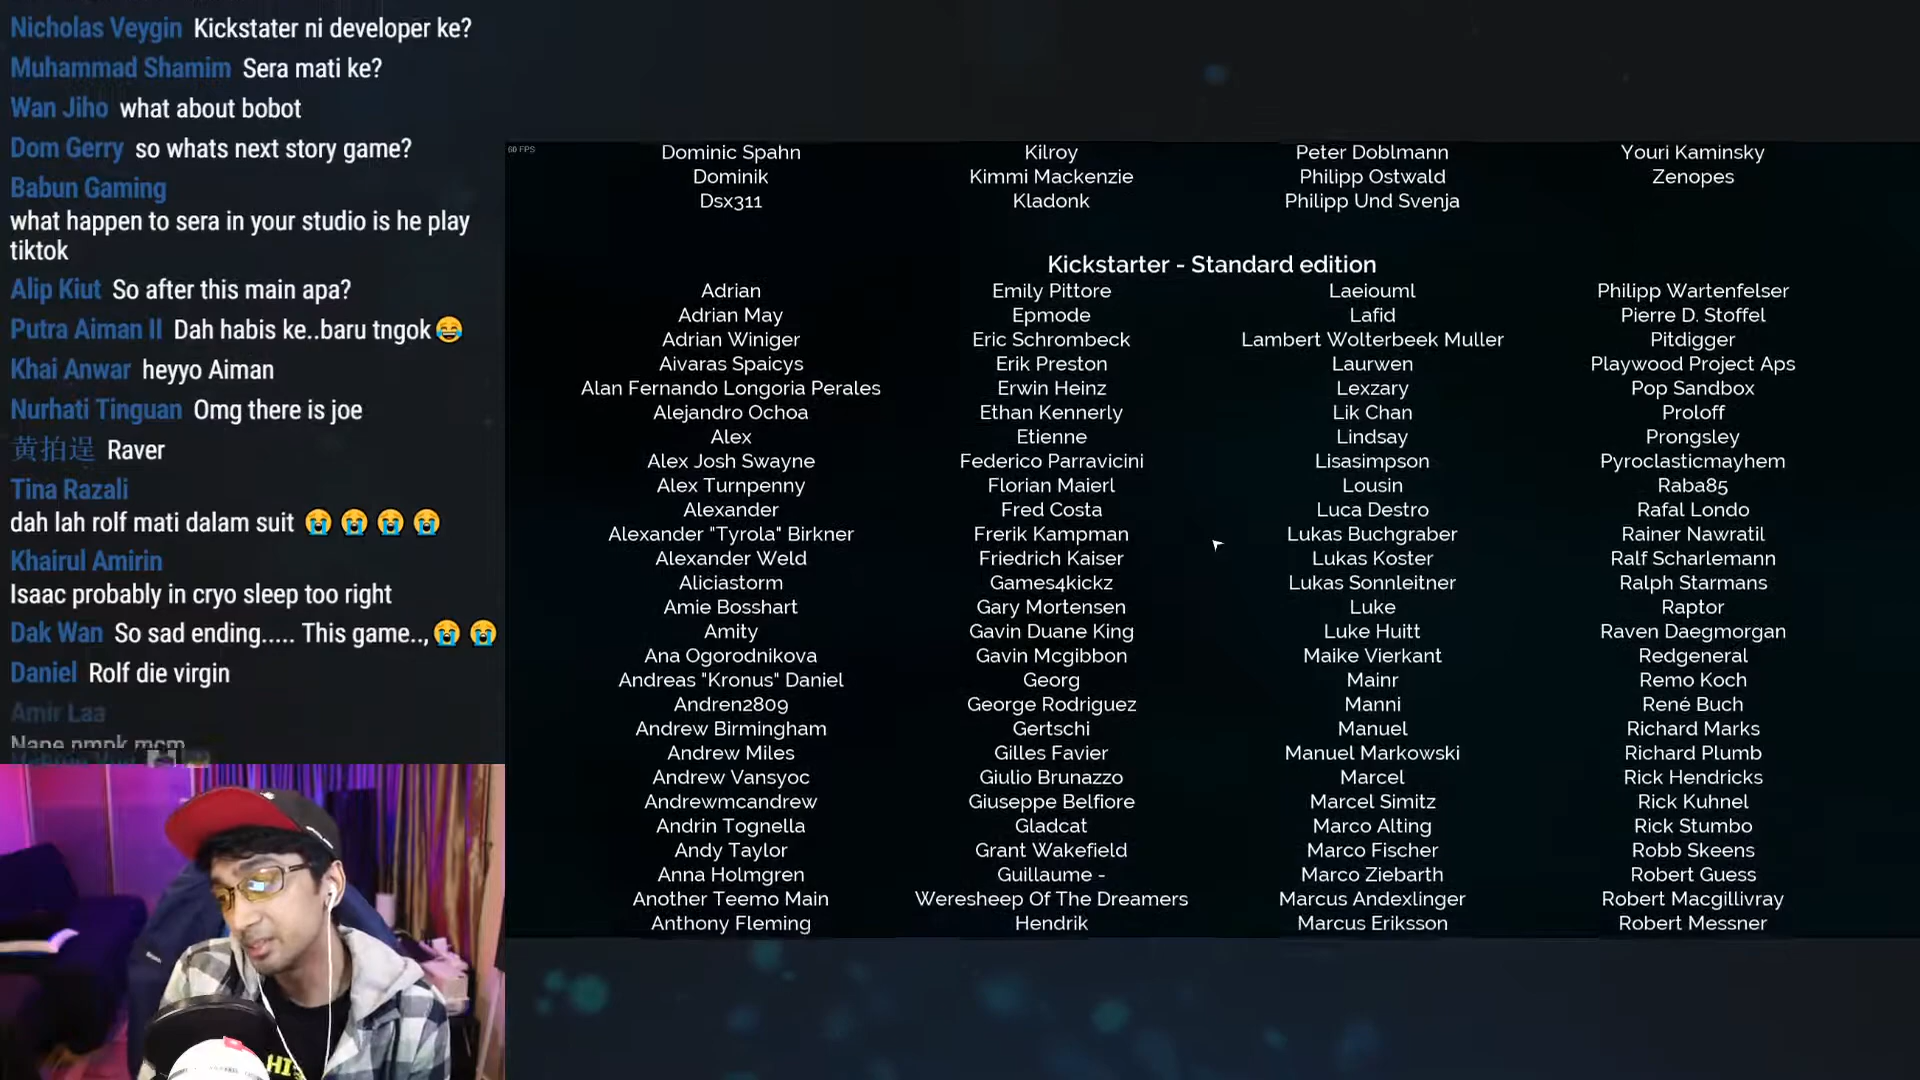 Nicholas Veygin Kickstater ni developer ke?
Muhammad Shamim Sera mati ke?
Wan Jiho what about bobot
Dom Gerry so whats next story game?
Babun Gaming
what happen to sera in your studio is he play
tiktok
Alip Kiut So after this main apa?
Putra Aiman II Dah habis ke..baru tngok😂
Khai Anwar heyyo Aiman
Nurhati Tinguan Omg there is joe
黄拍逞 Raver
Tina Razali
dah lah rolf mati dalam suit 😭 😭 😭 😭
Khairul Amirin
Isaac probably in cryo sleep too right
Dak Wan So sad ending..... This game..,😭 😭
Daniel Rolf die virgin
Amir Laa
60 FPS
Dominic Spahn
Dominik
Dsx311
Kilroy
Kimmi Mackenzie
Kladonk
Peter Doblmann
Philipp Ostwald
Philipp Und Svenja
Youri Kaminsky
Zenopes
Kickstarter - Standard edition
Adrian
Adrian May
Adrian Winiger
Aivaras Spaicys
Alan Fernando Longoria Perales
Alejandro Ochoa
Alex
Alex Josh Swayne
Alex Turnpenny
Alexander
Alexander "Tyrola" Birkner
Alexander Weld
Aliciastorm
Amie Bosshart
Amity
Ana Ogorodnikova
Andreas "Kronus" Daniel
Andren2809
Andrew Birmingham
Andrew Miles
Andrew Vansyoc
Andrewmcandrew
Andrin Tognella
Andy Taylor
Anna Holmgren
Another Teemo Main
Anthony Fleming
Emily Pittore
Epmode
Eric Schrombeck
Erik Preston
Erwin Heinz
Ethan Kennerly
Etienne
Federico Parravicini
Florian Maierl
Fred Costa
Frerik Kampman
Friedrich Kaiser
Games4kickz
Gary Mortensen
Gavin Duane King
Gavin Mcgibbon
Georg
George Rodriguez
Gertschi
Gilles Favier
Giulio Brunazzo
Giuseppe Belfiore
Gladcat
Grant Wakefield
Guillaume -
Weresheep Of The Dreamers
Hendrik
Laeiouml
Lafid
Lambert Wolterbeek Muller
Laurwen
Lexzary
Lik Chan
Lindsay
Lisasimpson
Lousin
Luca Destro
Lukas Buchgraber
Lukas Koster
Lukas Sonnleitner
Luke
Luke Huitt
Maike Vierkant
Mainr
Manni
Manuel
Manuel Markowski
Marcel
Marcel Simitz
Marco Alting
Marco Fischer
Marco Ziebarth
Marcus Andexlinger
Marcus Eriksson
Philipp Wartenfelser
Pierre D. Stoffel
Pitdigger
Playwood Project Aps
Pop Sandbox
Proloff
Prongsley
Pyroclasticmayhem
Raba85
Rafal Londo
Rainer Nawratil
Ralf Scharlemann
Ralph Starmans
Raptor
Raven Daegmorgan
Redgeneral
Remo Koch
René Buch
Richard Marks
Richard Plumb
Rick Hendricks
Rick Kuhnel
Rick Stumbo
Robb Skeens
Robert Guess
Robert Macgillivray
Robert Messner
HI